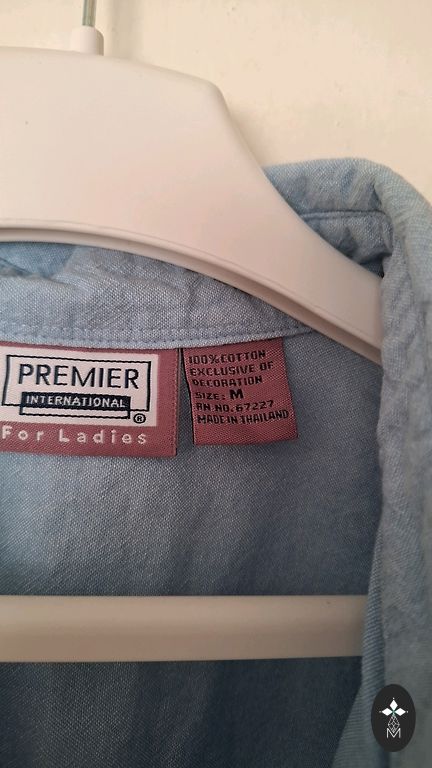 PREMIER
INTERNATIONAL
®
For Ladies
100% COTTON
EXCLUSIVE OF
DECORATION
SIZE: M
RN.NO.67227
MADE IN THAILAND
M